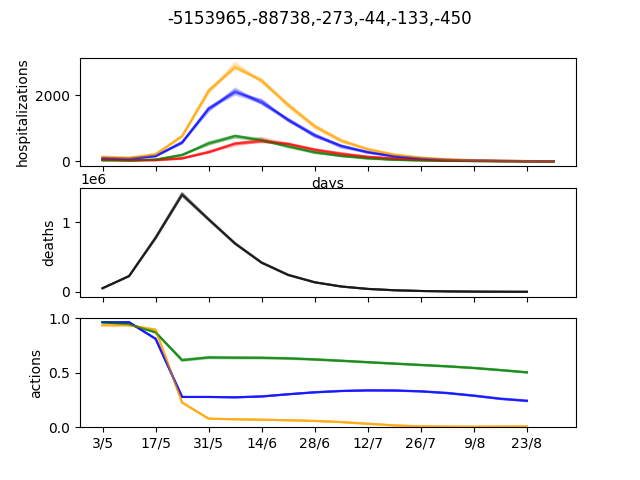 -5153965,-88738,-273,-44,-133,-450
hospitalizations
2000
0
days
1e6
deaths
1
0
actions
1.0
0.5
0.0
3/5 17/5 31/5 14/6 28/6 12/7 26/7 9/8 23/8